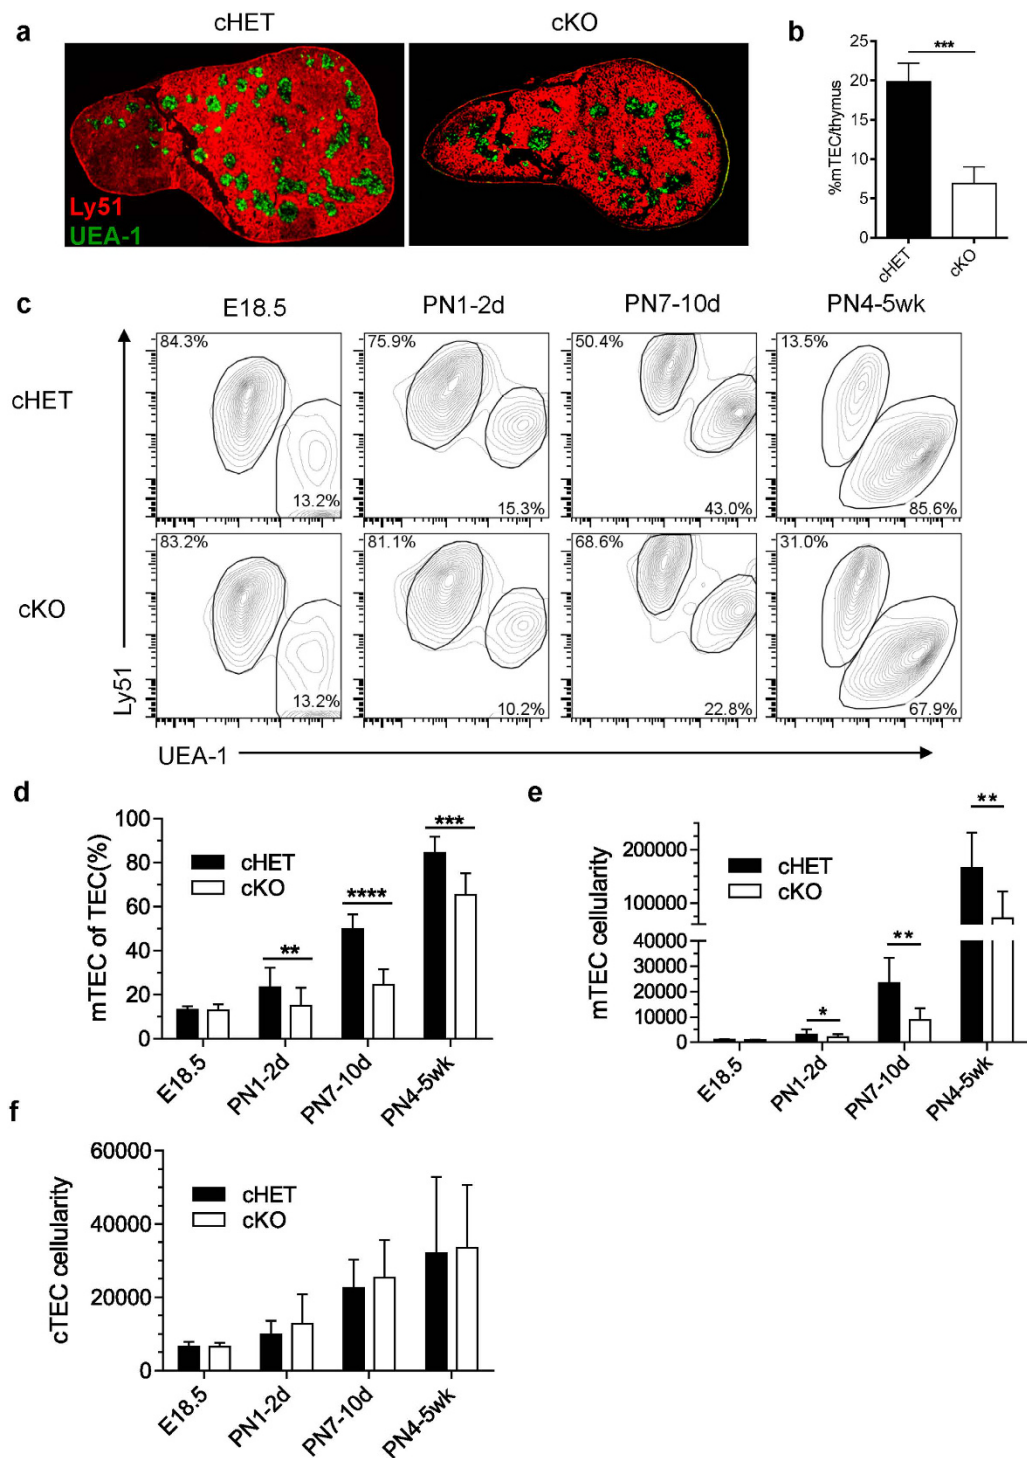 a
cHET
cKO
Ly51
UEA-1
b
%mTEC/thymus
25
20
15
10
5
0
***
cHET
cKO
c
E18.5
PN1-2d
PN7-10d
PN4-5wk
cHET
84.3%
13.2%
75.9%
15.3%
50.4%
43.0%
13.5%
85.6%
cKO
83.2%
13.2%
81.1%
10.2%
68.6%
22.8%
31.0%
67.9%
Ly51
UEA-1
d
mTEC of TEC(%)
100
80
60
40
20
0
cHET
cKO
**
****
***
E18.5
PN1-2d
PN7-10d
PN4-5wk
e
mTEC cellularity
200000
100000
40000
30000
20000
10000
0
cHET
cKO
*
**
**
E18.5
PN1-2d
PN7-10d
PN4-5wk
f
cTEC cellularity
60000
40000
20000
0
cHET
cKO
E18.5
PN1-2d
PN7-10d
PN4-5wk